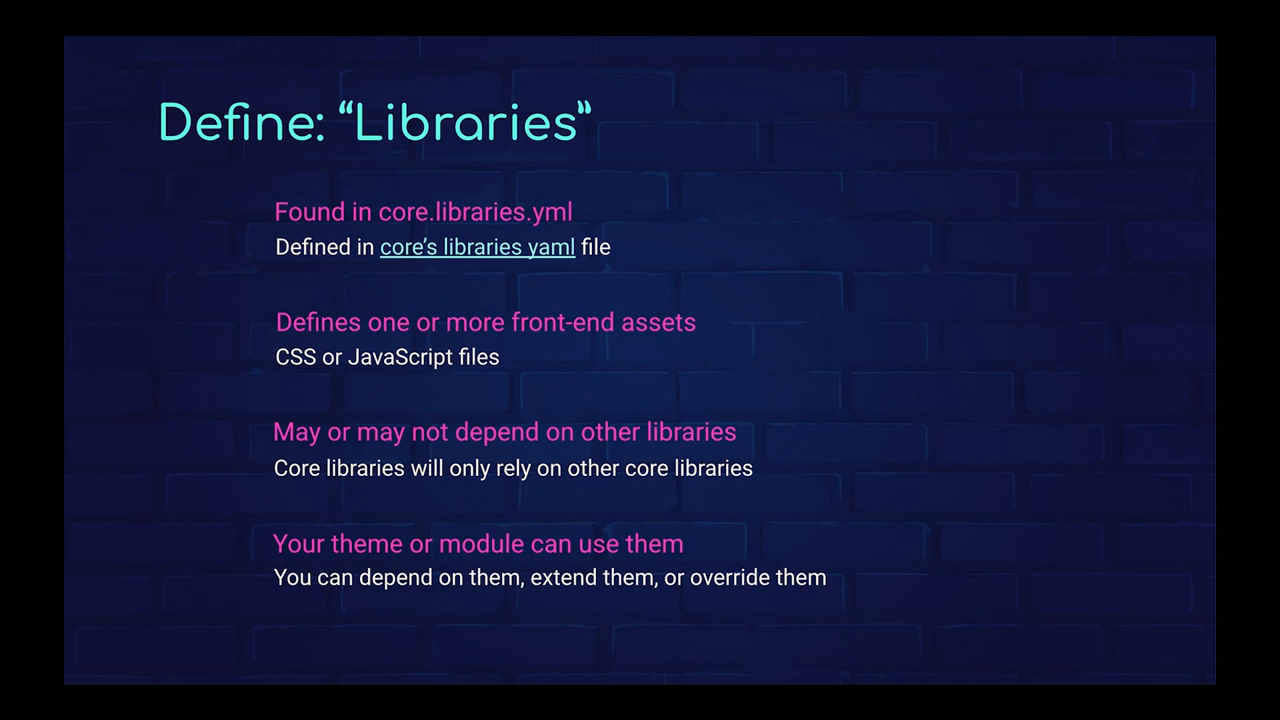 Define: “Libraries”
Found in core.libraries.yml
Defined in core’s libraries yaml file
Defines one or more front-end assets
CSS or JavaScript files
May or may not depend on other libraries
Core libraries will only rely on other core libraries
Your theme or module can use them
You can depend on them, extend them, or override them